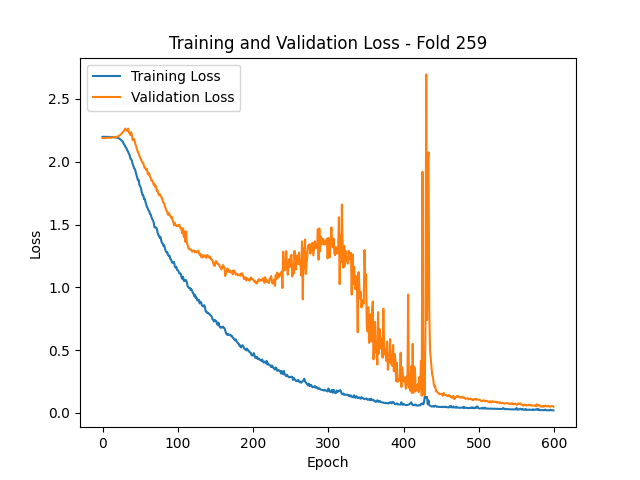 Training and Validation Loss - Fold 259
Training Loss
Validation Loss
Loss
2.5
2.0
1.5
1.0
0.5
0.0
0 100 200 300 400 500 600
Epoch